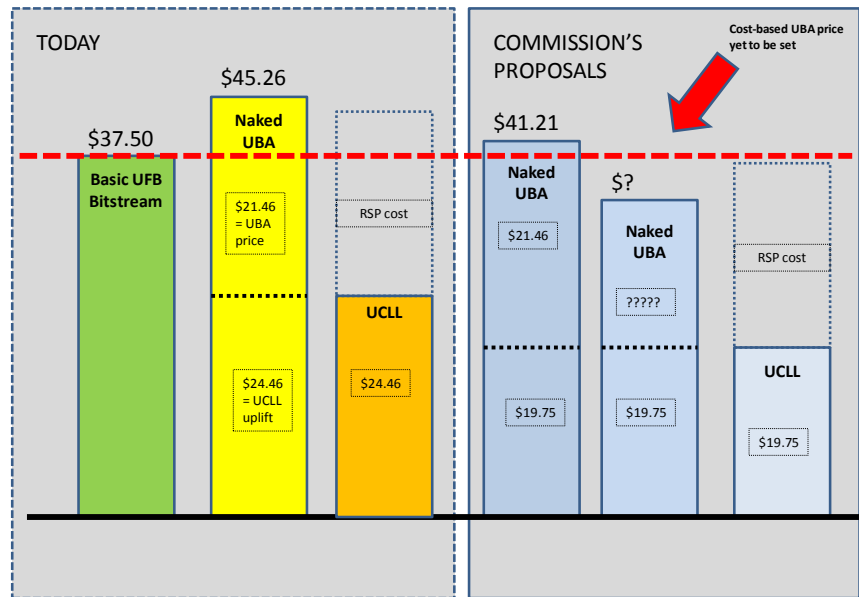 TODAY
$37.50
Basic UFB
Bitstream
$45.26
Naked
UBA
$21.46
= UBA
price
$24.46
= UCLL
uplift
RSP cost
UCLL
$24.46
COMMISSION'S
PROPOSALS
Cost-based UBA price
yet to be set
$41.21
Naked
UBA
$21.46
$19.75
$?
Naked
UBA
?????
$19.75
RSP cost
UCLL
$19.75